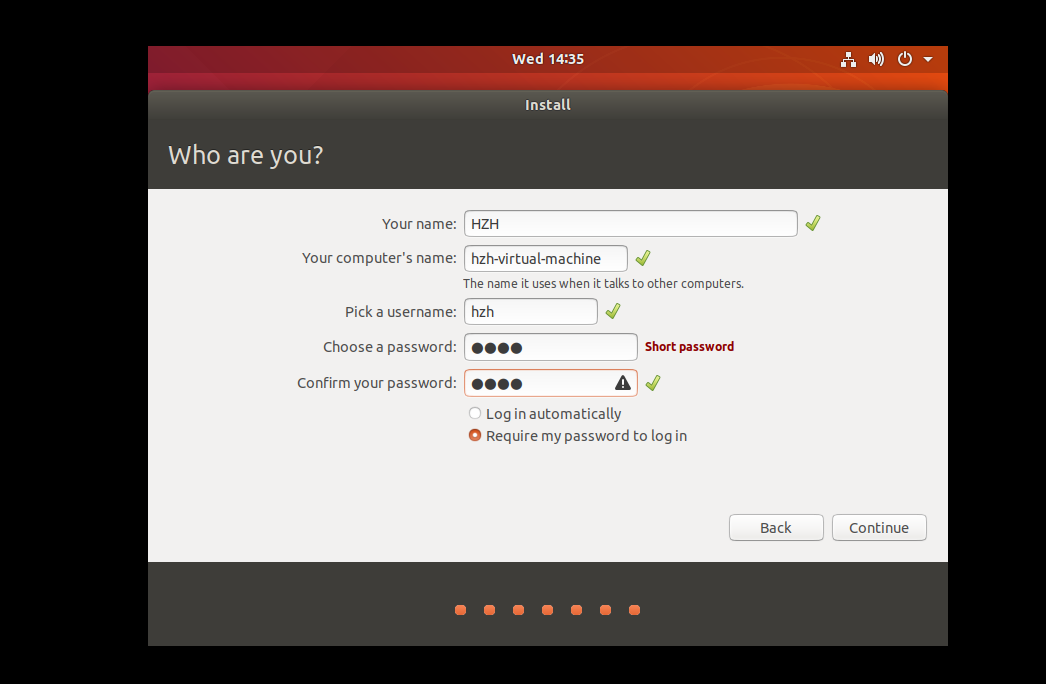 Wed 14:35
Install
Who are you?
Your name: HZH
Your computer's name: hzh-virtual-machine
The name it uses when it talks to other computers.
Pick a username: hzh
Choose a password: ●●●● Short password
Confirm your password: ●●●●
Log in automatically
Require my password to log in
Back Continue